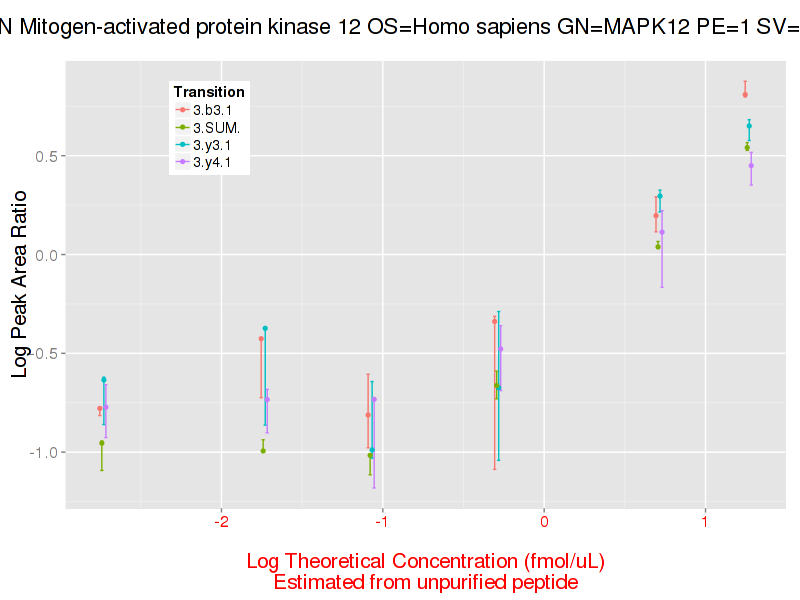 N Mitogen-activated protein kinase 12 OS=Homo sapiens GN=MAPK12 PE=1 SV=
Transition
3.b3.1
3.SUM.
3.y3.1
3.y4.1
Log Peak Area Ratio
0.5
0.0
-0.5
-1.0
-2
-1
0
1
Log Theoretical Concentration (fmol/uL)
Estimated from unpurified peptide